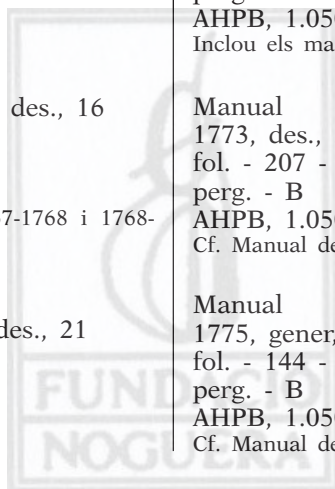 des., 16
7-1768 i 1768-
des., 21
AHPB, 1.05
Inclou els ma
Manual
1773, des.,
fol. - 207 -
perg. - B
AHPB, 1.05
Cf. Manual de
Manual
1775, gener,
fol. - 144 -
perg. - B
AHPB, 1.05
Cf. Manual de
FUNDACIÓ
NOGUERA